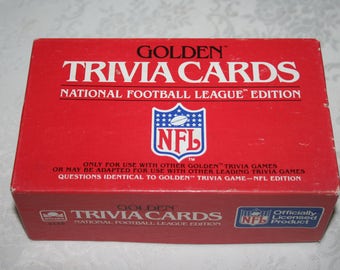 GOLDEN™
TRIVIA CARDS
NATIONAL FOOTBALL LEAGUE™ EDITION
NFL
ONLY FOR USE WITH OTHER GOLDEN™ TRIVIA GAMES
OR MAY BE ADAPTED FOR USE WITH OTHER LEADING TRIVIA GAMES
QUESTIONS IDENTICAL TO GOLDEN™ TRIVIA GAME—NFL EDITION
GOLDEN
TRIVIA CARDS
NATIONAL FOOTBALL LEAGUE EDITION
NFL
Officially
Licensed
Product